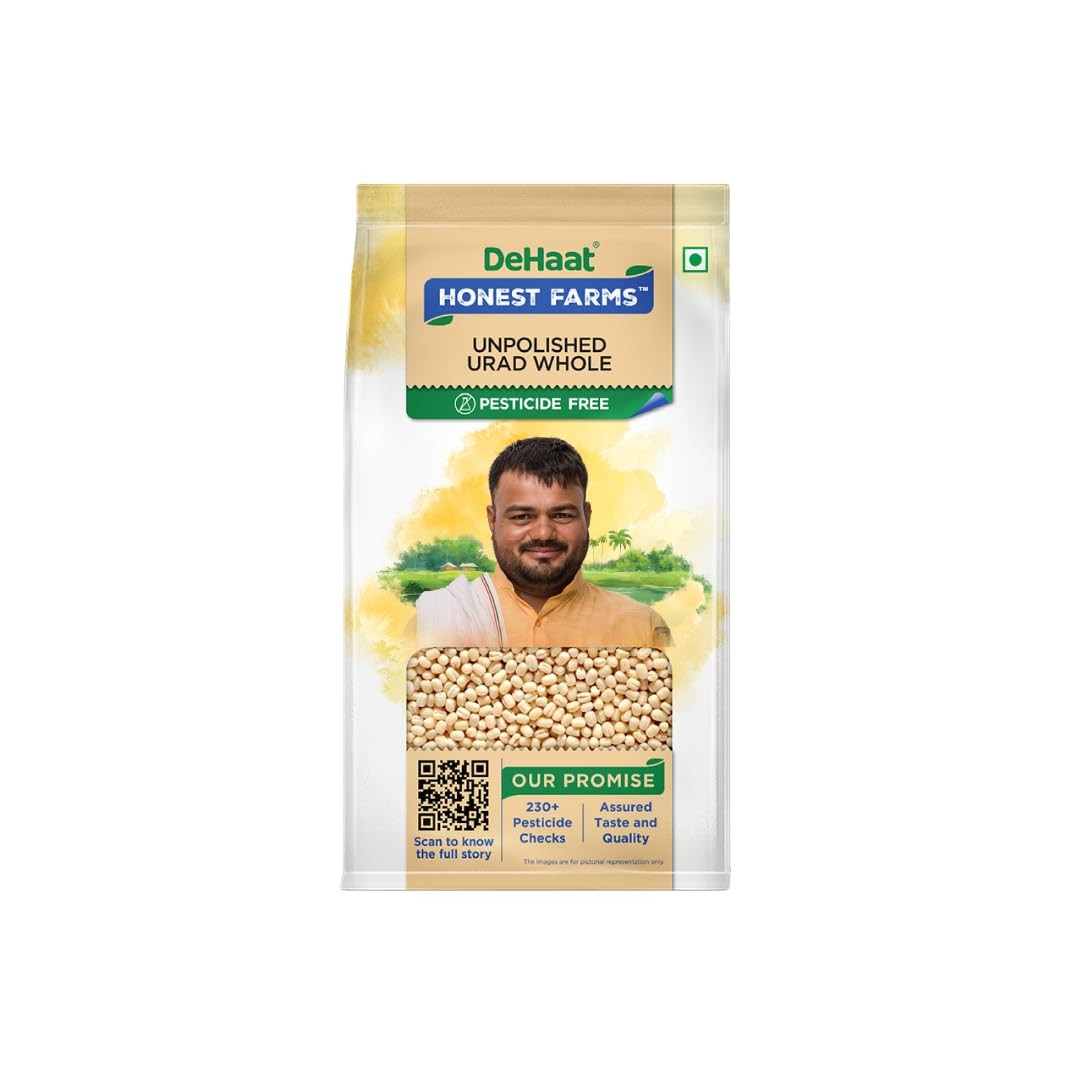 DeHaat®
HONEST FARMS™
UNPOLISHED
URAD WHOLE
PESTICIDE FREE
OUR PROMISE
230+
Pesticide
Checks
Assured
Taste and
Quality
Scan to know
the full story
The images are for pictorial representation only.